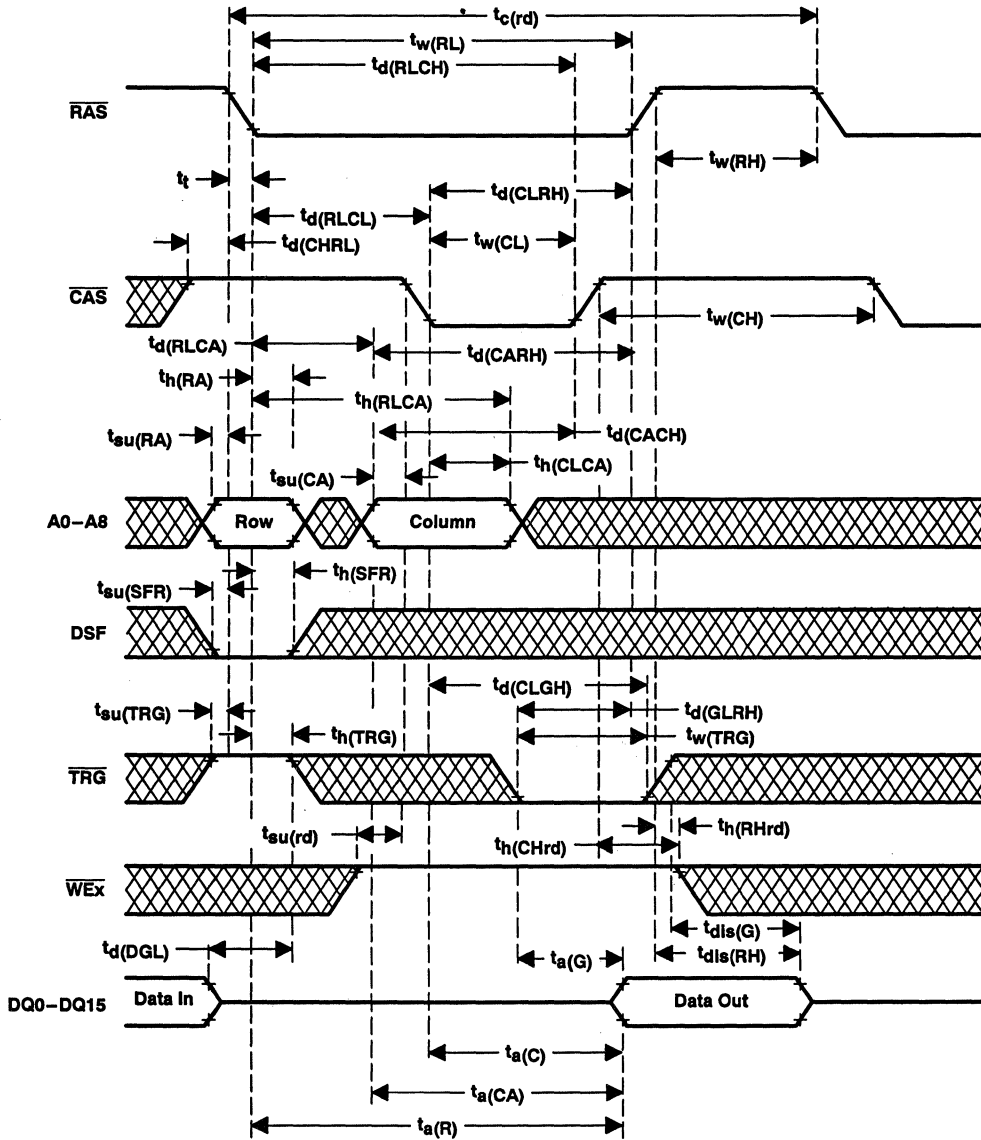 tc(rd)
tw(RL)
td(RLCH)
RAS
tw(RH)
tt
td(CLRH)
td(RLCL)
td(CHRL)
tw(CL)
CAS
tw(CH)
td(RLCA)
td(CARH)
th(RA)
th(RLCA)
tsu(RA)
td(CACH)
tsu(CA)
th(CLCA)
A0–A8
Row
Column
th(SFR)
tsu(SFR)
DSF
td(CLGH)
tsu(TRG)
td(GLRH)
th(TRG)
tw(TRG)
TRG
tsu(rd)
th(RHrd)
th(CHrd)
WEx
tdis(G)
td(DGL)
ta(G)
tdis(RH)
DQ0–DQ15
Data In
Data Out
ta(C)
ta(CA)
ta(R)